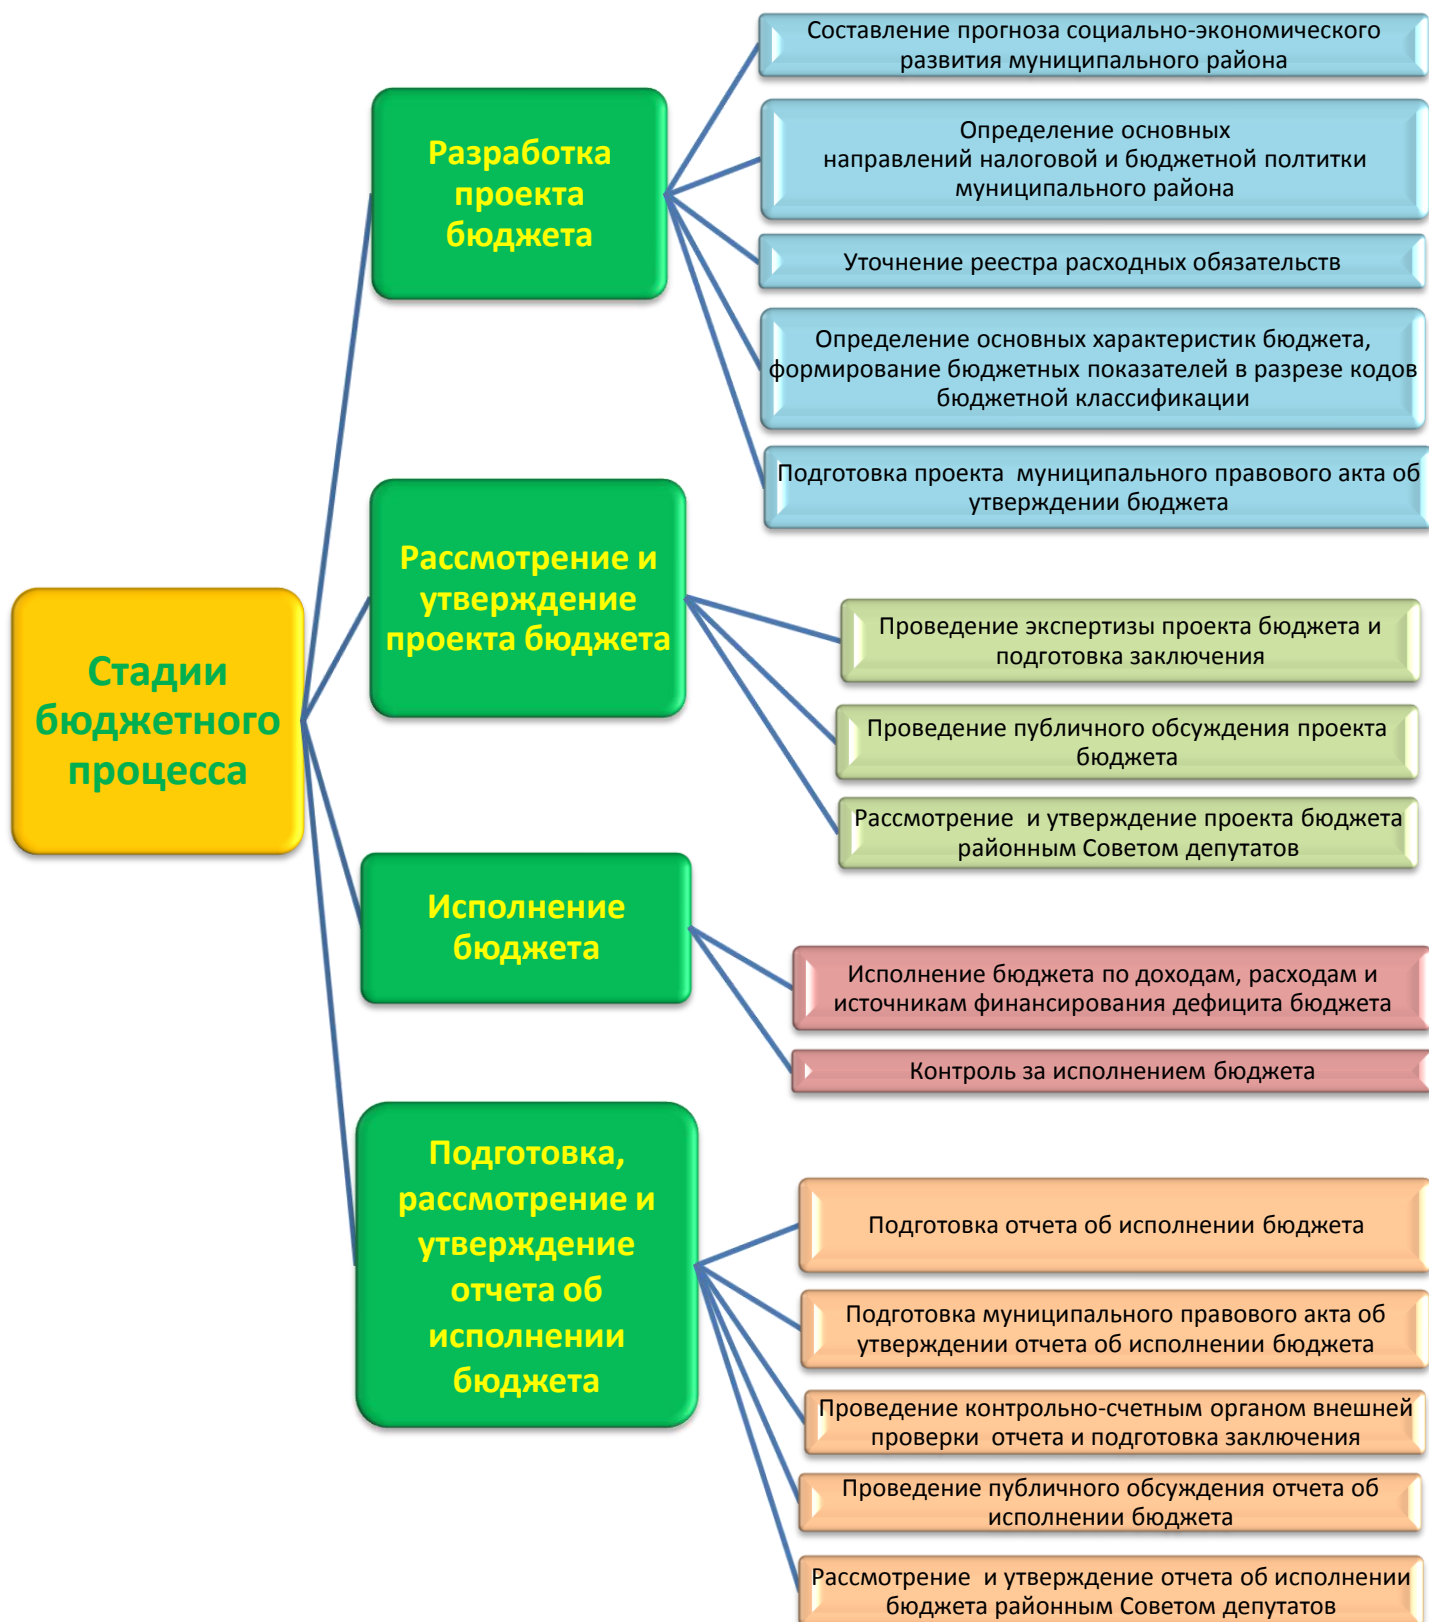 Стадии
бюджетного
процесса
Разработка
проекта
бюджета
Составление прогноза социально-экономического
развития муниципального района
Определение основных
направлений налоговой и бюджетной полтитки
муниципального района
Уточнение реестра расходных обязательств
Определение основных характеристик бюджета,
формирование бюджетных показателей в разрезе кодов
бюджетной классификации
Подготовка проекта муниципального правового акта об
утверждении бюджета
Рассмотрение и
утверждение
проекта бюджета
Проведение экспертизы проекта бюджета и
подготовка заключения
Проведение публичного обсуждения проекта
бюджета
Рассмотрение и утверждение проекта бюджета
районным Советом депутатов
Исполнение
бюджета
Исполнение бюджета по доходам, расходам и
источникам финансирования дефицита бюджета
Контроль за исполнением бюджета
Подготовка,
рассмотрение и
утверждение
отчета об
исполнении
бюджета
Подготовка отчета об исполнении бюджета
Подготовка муниципального правового акта об
утверждении отчета об исполнении бюджета
Проведение контрольно-счетным органом внешней
проверки отчета и подготовка заключения
Проведение публичного обсуждения отчета об
исполнении бюджета
Рассмотрение и утверждение отчета об исполнении
бюджета районным Советом депутатов